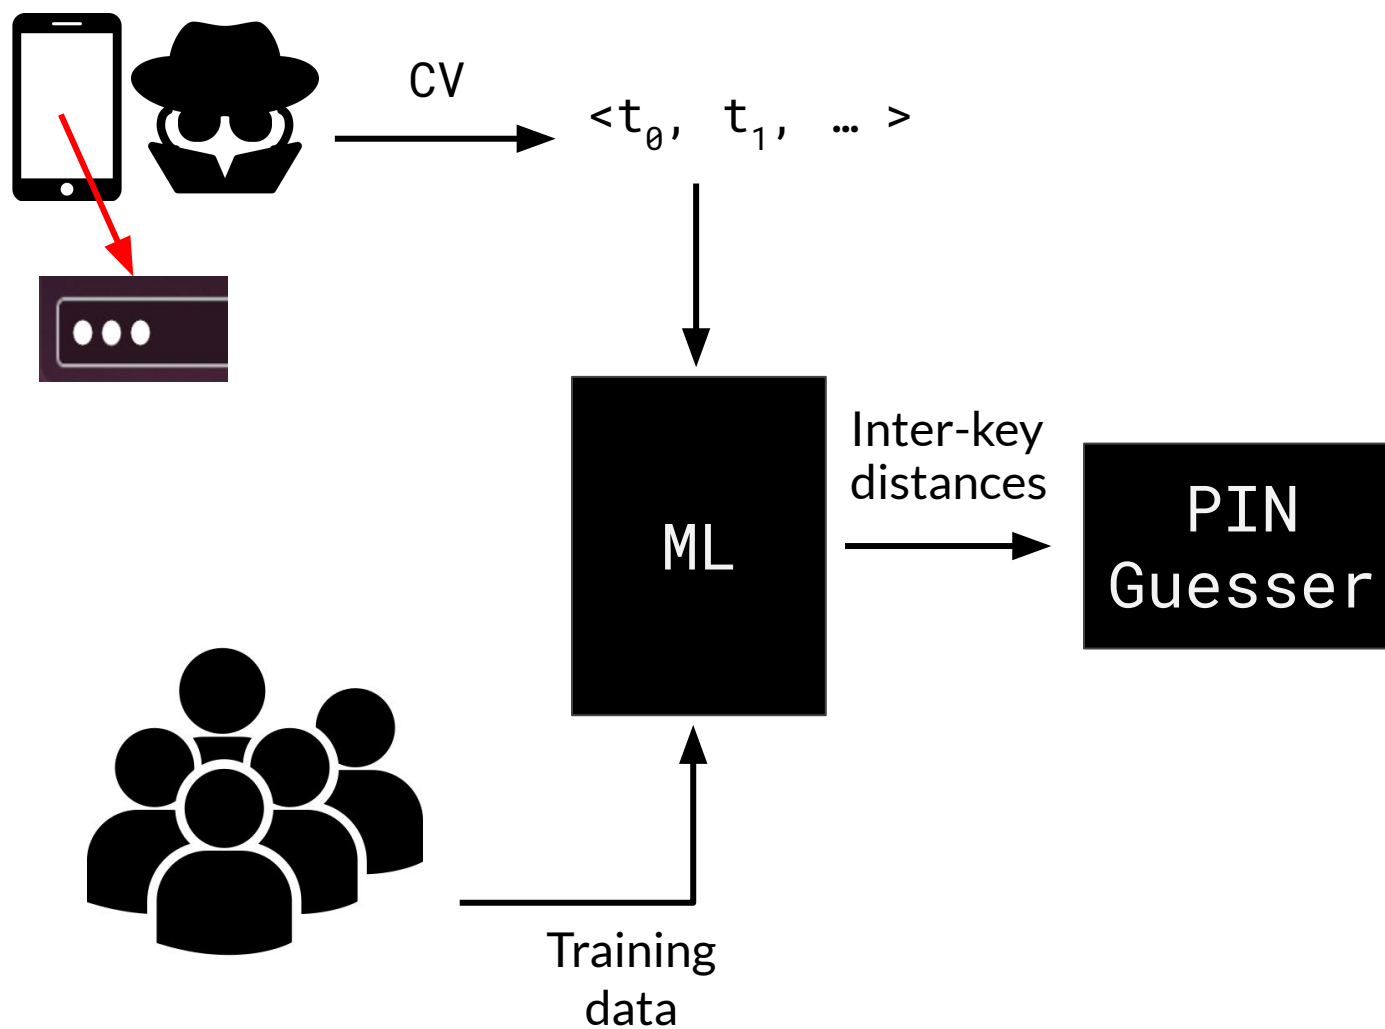 CV
<t₀, t₁, … >
Inter-key
distances
ML
PIN
Guesser
Training
data